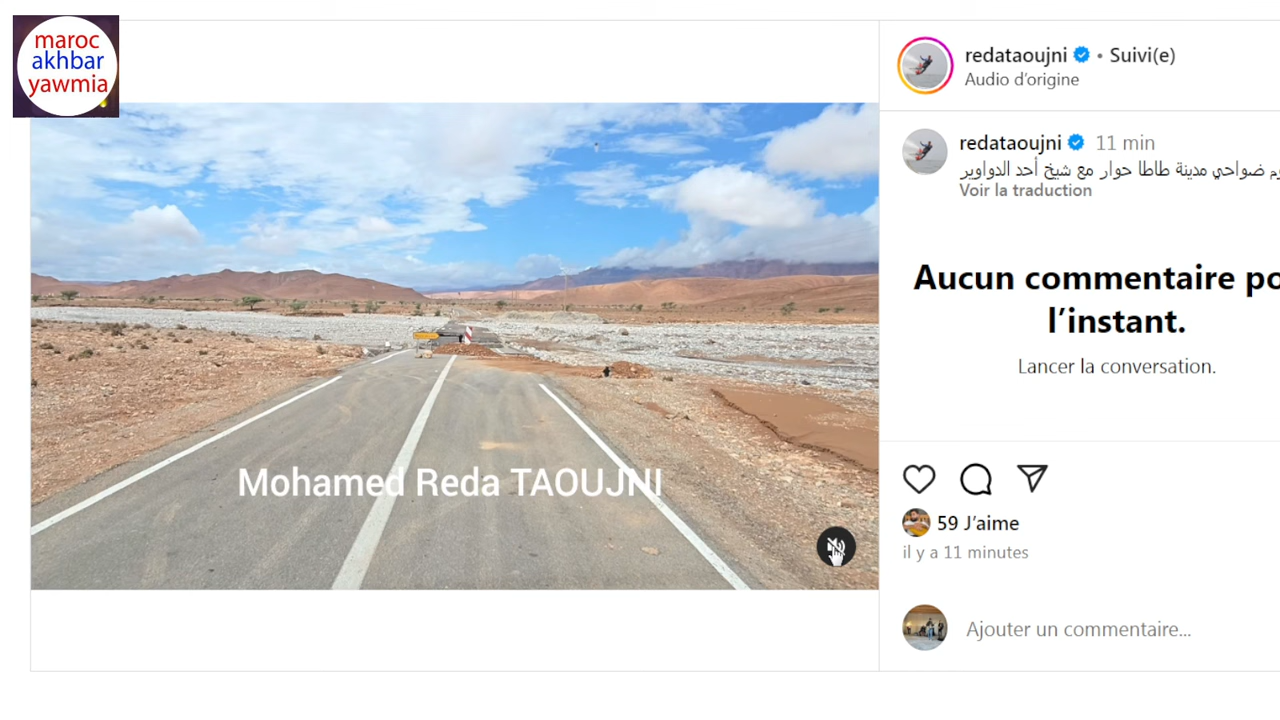 maroc
akhbar
yawmia
redataoujni • Suivi(e)
Audio d'origine
redataoujni 11 min
ضواحي مدينة طاطا حوار مع شيخ أحد الدواوير
Voir la traduction
Aucun commentaire po
l'instant.
Lancer la conversation.
Mohamed Reda TAOUJNI
59 J'aime
il y a 11 minutes
Ajouter un commentaire...